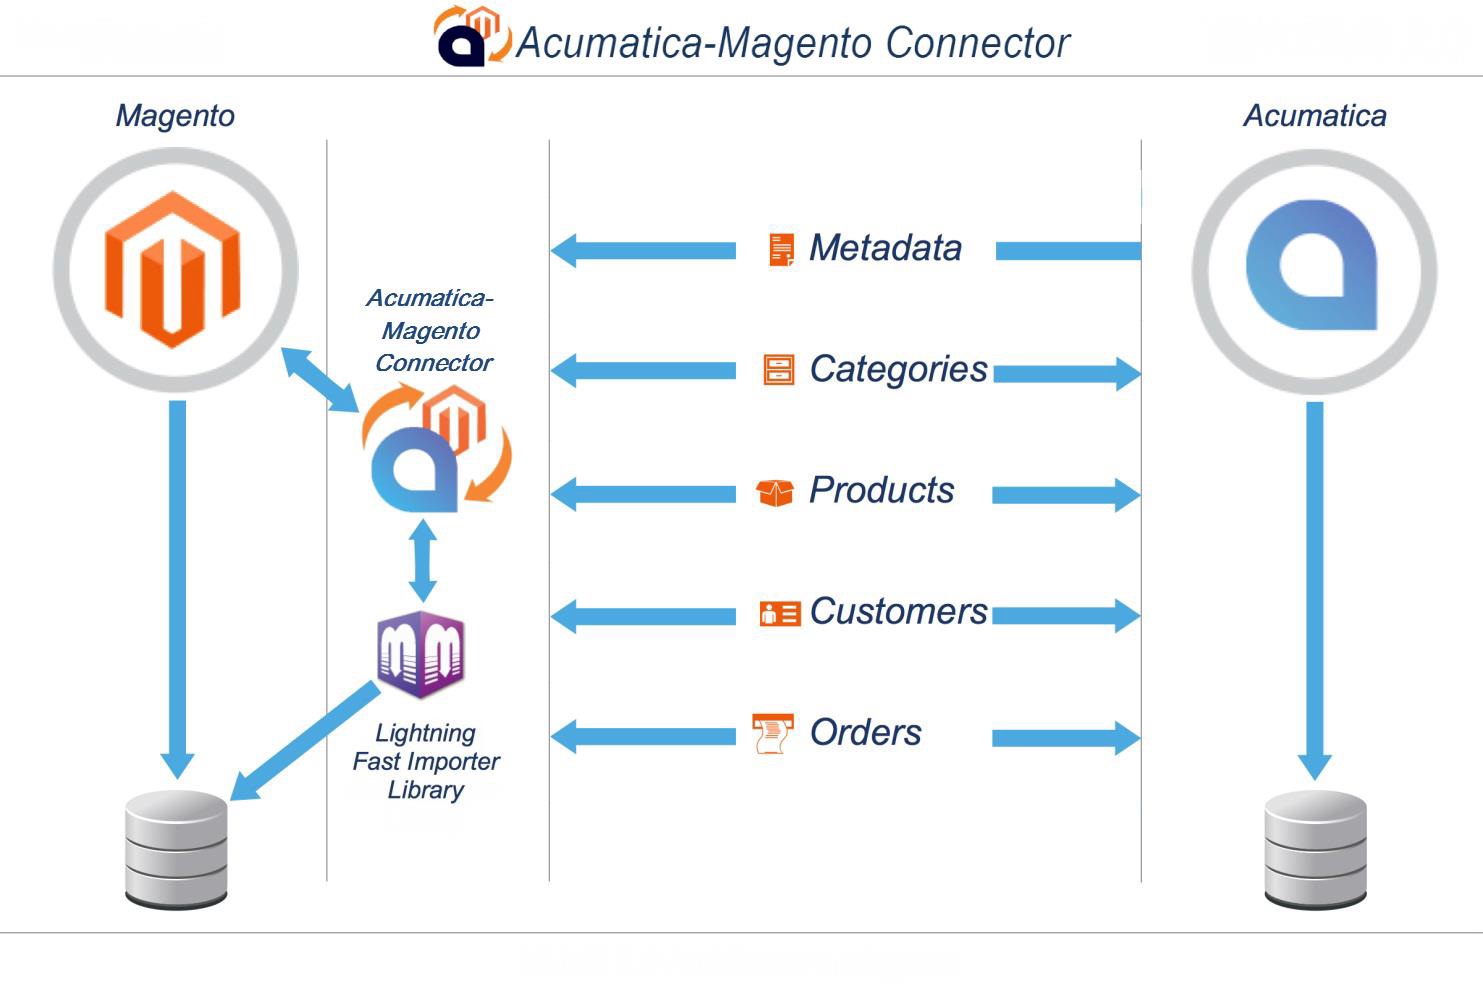 Acumatica-Magento Connector
Magento
Acumatica
Acumatica-
Magento
Connector
Metadata
Categories
Products
Customers
Orders
Lightning
Fast Importer
Library